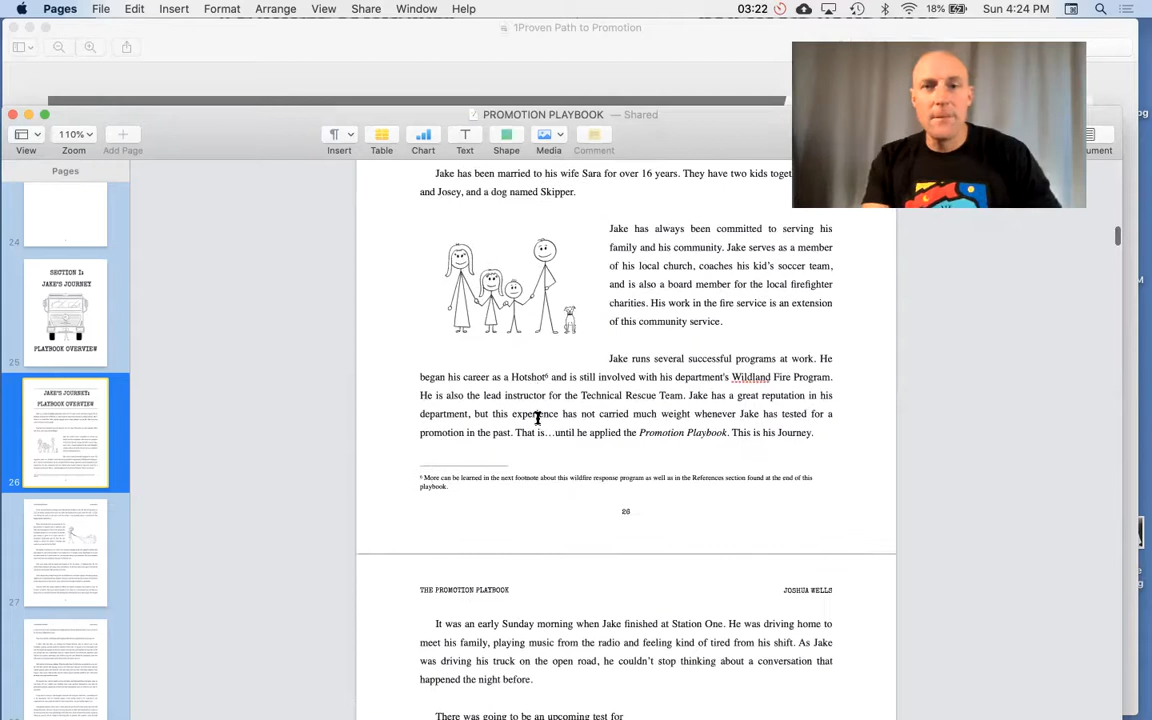 Pages File Edit Insert Format Arrange View Share Window Help 03:22 18% Sun 4:24 PM
1Proven Path to Promotion
PROMOTION PLAYBOOK — Shared
110%
View Zoom Add Page Insert Table Chart Text Shape Media Comment
Pages
24
SECTION I:
JAKE'S JOURNEY
PLAYBOOK OVERVIEW
25
JAKE'S JOURNEY:
PLAYBOOK OVERVIEW
26
27
Jake has been married to his wife Sara for over 16 years. They have two kids
and Josey, and a dog named Skipper.
Jake has always been committed to serving his
family and his community. Jake serves as a member
of his local church, coaches his kid's soccer team,
and is also a board member for the local firefighter
charities. His work in the fire service is an extension
of this community service.
Jake runs several successful programs at work. He
began his career as a Hotshot⁶ and is still involved with his department's Wildland Fire Program.
He is also the lead instructor for the Technical Rescue Team. Jake has a great reputation in his
department, but this experience has not carried much weight whenever Jake has tested for a
promotion in the past. That is…until he applied the Promotion Playbook. This is his Journey.
⁶ More can be learned in the next footnote about this wildfire response program as well as in the References section found at the end of this
playbook.
26
THE PROMOTION PLAYBOOK JOSHUA WELLS
It was an early Sunday morning when Jake finished at Station One. He was driving home to
meet his family, playing music from the radio and feeling kind of tired from his shift. As Jake
was driving his truck on the open road, he couldn't stop thinking about a conversation that
happened the night before.
There was going to be an upcoming test for